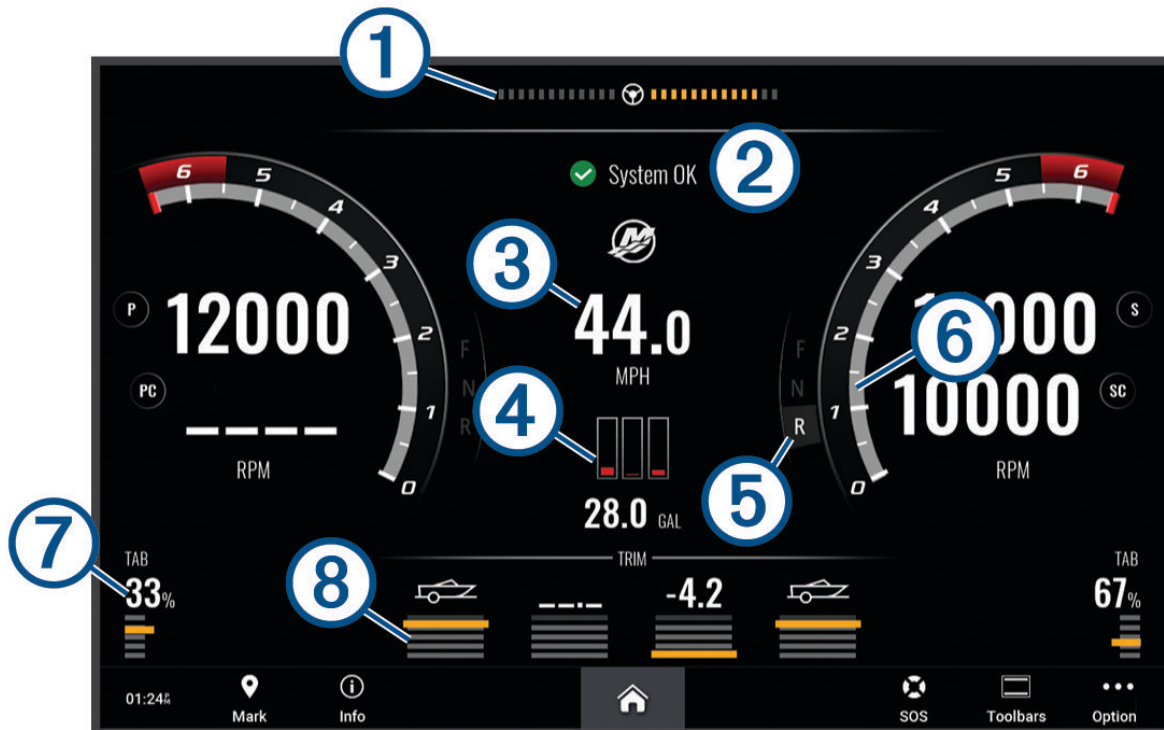 1
2
System OK
6 5 4 3 2 1 0
5 6 4 3 2 1 0
3
P 12000
44.0
MPH
000 S
6
PC
10000 SC
---- 
RPM
F
N
R
F
N
R
RPM
4
5
28.0 GAL
7
TAB
33%
8
TRIM
--.-
-4.2
TAB
67%
01:24 PM
Mark
Info
SOS
Toolbars
Option